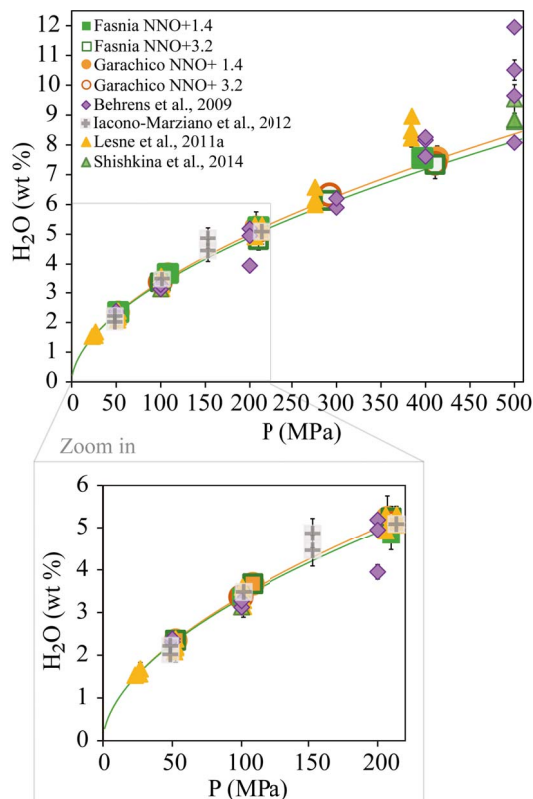 12
11
10
9
8
7
6
5
4
3
2
1
0
H₂O (wt %)
Fasnia NNO+1.4
Fasnia NNO+3.2
Garachico NNO+ 1.4
Garachico NNO+ 3.2
Behrens et al., 2009
Iacono-Marziano et al., 2012
Lesne et al., 2011a
Shishkina et al., 2014
0 50 100 150 200 250 300 350 400 450 500
P (MPa)
Zoom in
6
5
4
3
2
1
0
H₂O (wt %)
0 50 100 150 200
P (MPa)